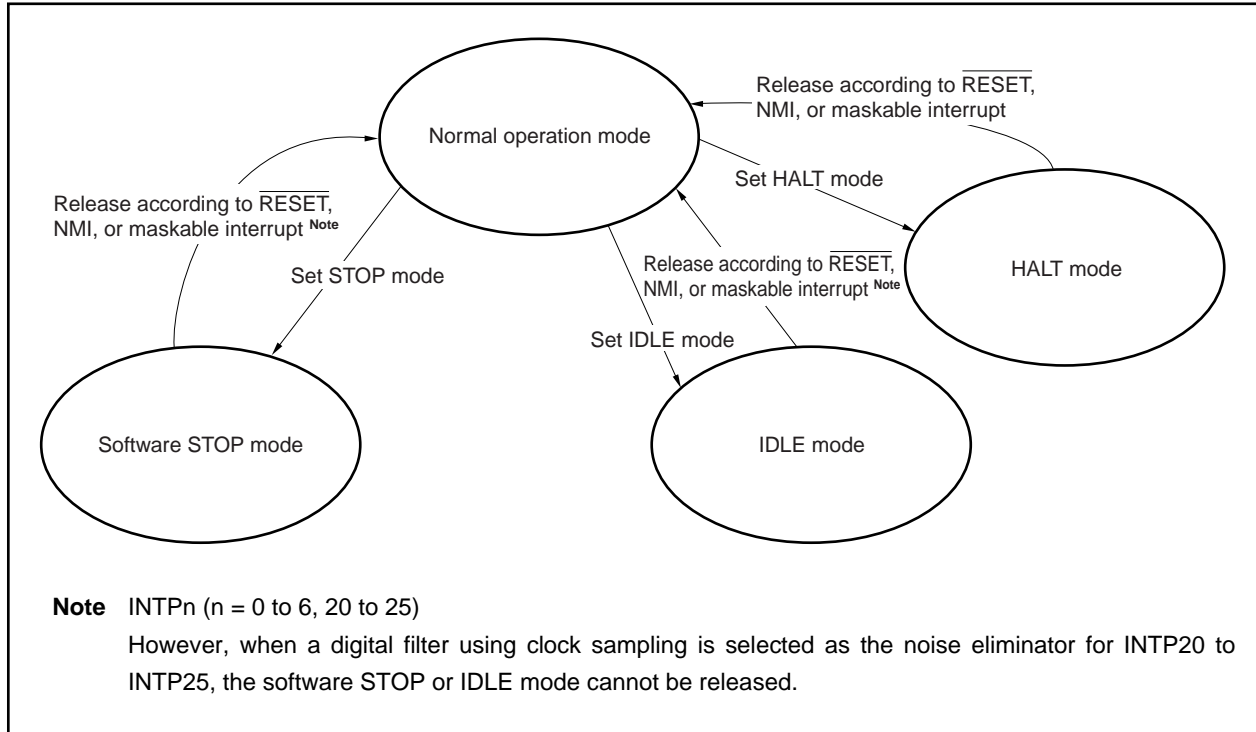 Normal operation mode
Release according to RESET,
NMI, or maskable interrupt
Set HALT mode
HALT mode
Release according to RESET,
NMI, or maskable interrupt Note
Set STOP mode
Release according to RESET,
NMI, or maskable interrupt Note
Set IDLE mode
Software STOP mode
IDLE mode
Note INTPn (n = 0 to 6, 20 to 25)
However, when a digital filter using clock sampling is selected as the noise eliminator for INTP20 to
INTP25, the software STOP or IDLE mode cannot be released.